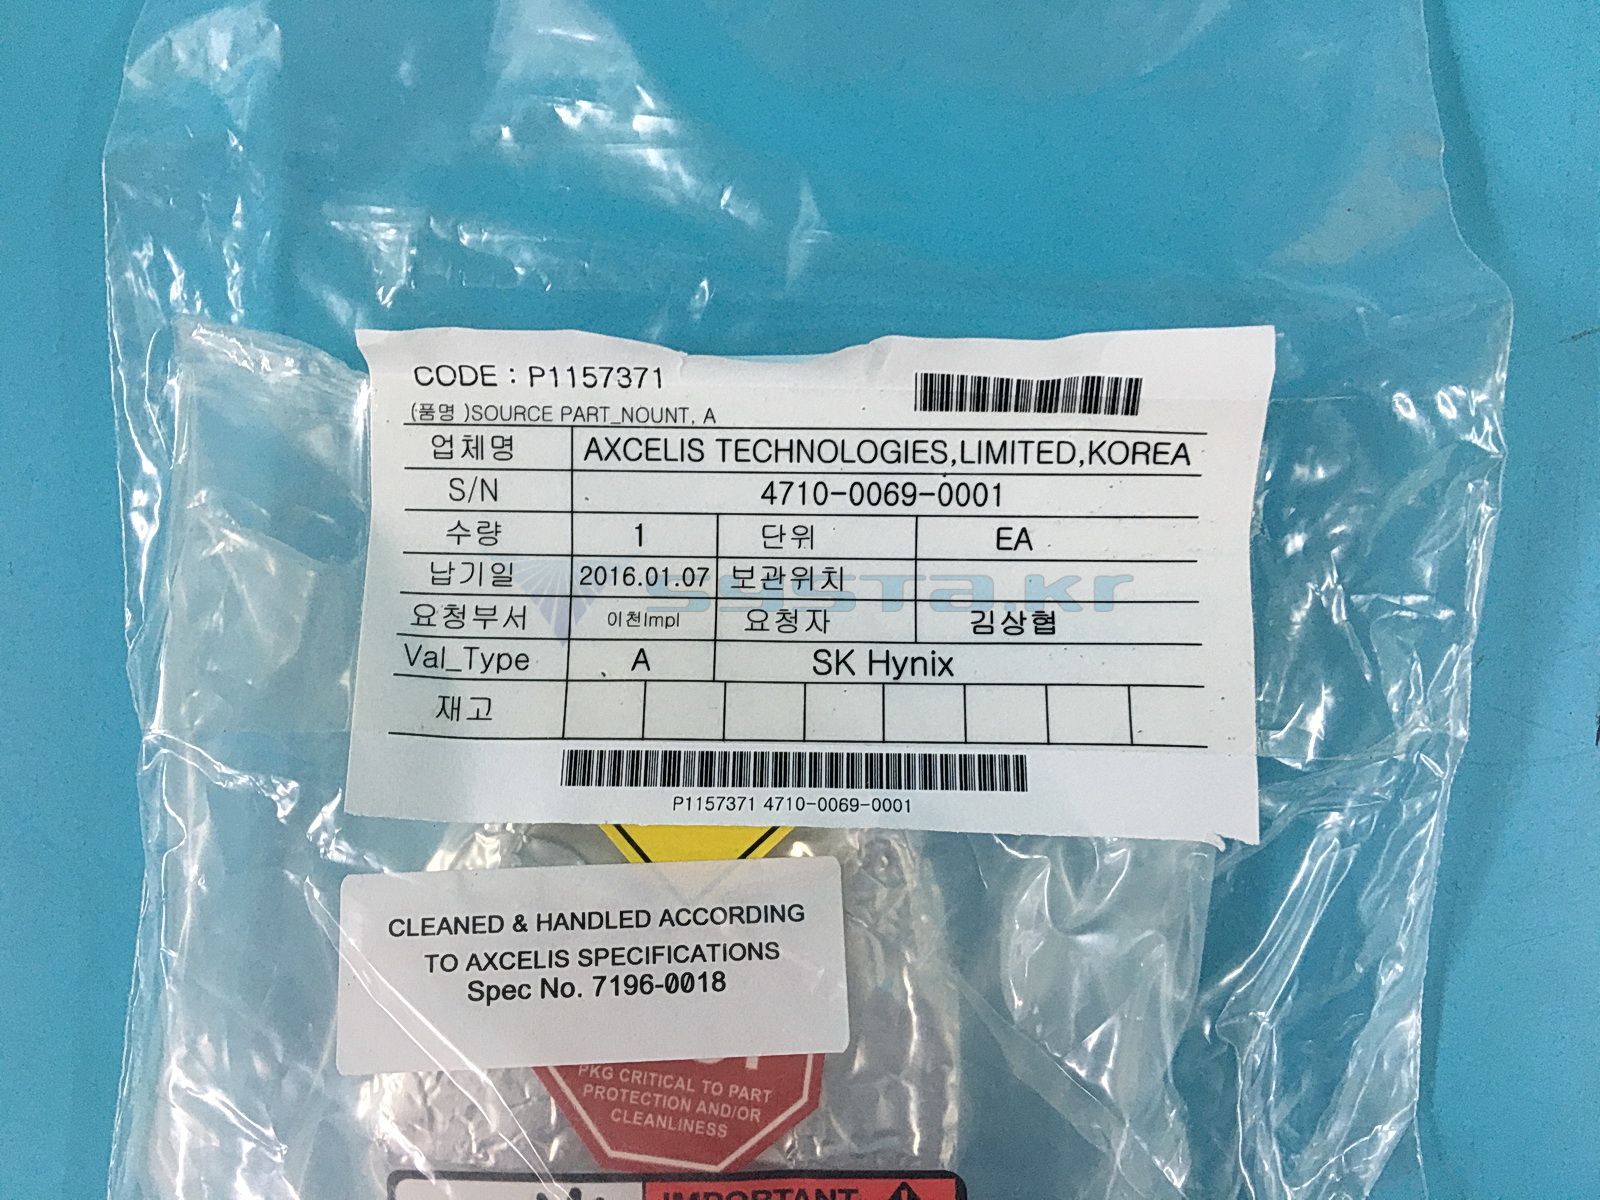 CODE : P1157371
(품명 )SOURCE PART_NOUNT, A
업체명 AXCELIS TECHNOLOGIES,LIMITED,KOREA
S/N 4710-0069-0001
수량 1 단위 EA
납기일 2016.01.07 보관위치
요청부서 이천Impl 요청자 김상협
Val_Type A SK Hynix
재고
P1157371 4710-0069-0001
CLEANED & HANDLED ACCORDING
TO AXCELIS SPECIFICATIONS
Spec No. 7196-0018
PKG CRITICAL TO PART
PROTECTION AND/OR
CLEANLINESS
IMPORTANT